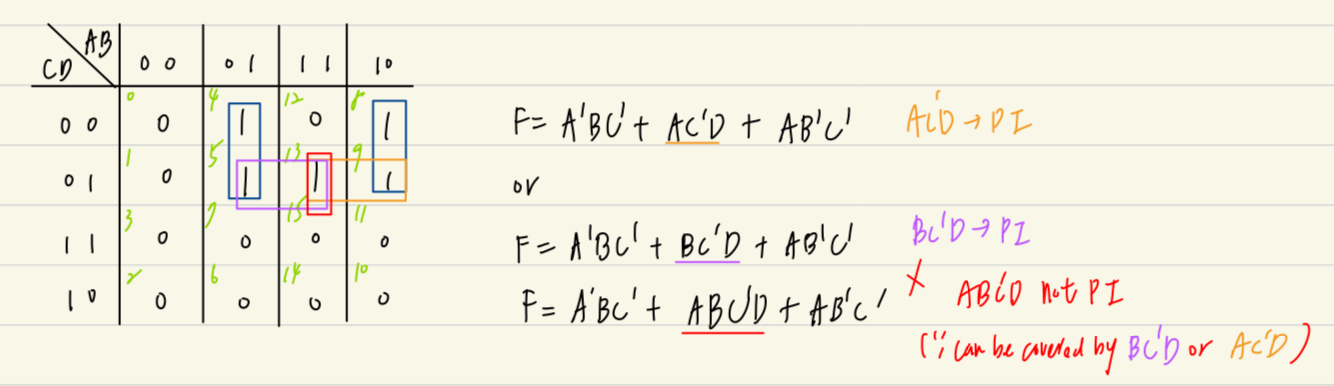 AB
CD 00 01 11 10
0 4 12 8
00 0 1 0 1
1 5 13 9
01 0 1 1 1
3 7 15 11
11 0 0 0 0
2 6 14 10
10 0 0 0 0
F= A'BC' + AC'D + AB'C' AC'D → PI
or
F= A'BC' + BC'D + AB'C' BC'D → PI
F= A'BC' + ABC'D + AB'C' X ABC'D not PI
(∵ can be covered by BC'D or AC'D)